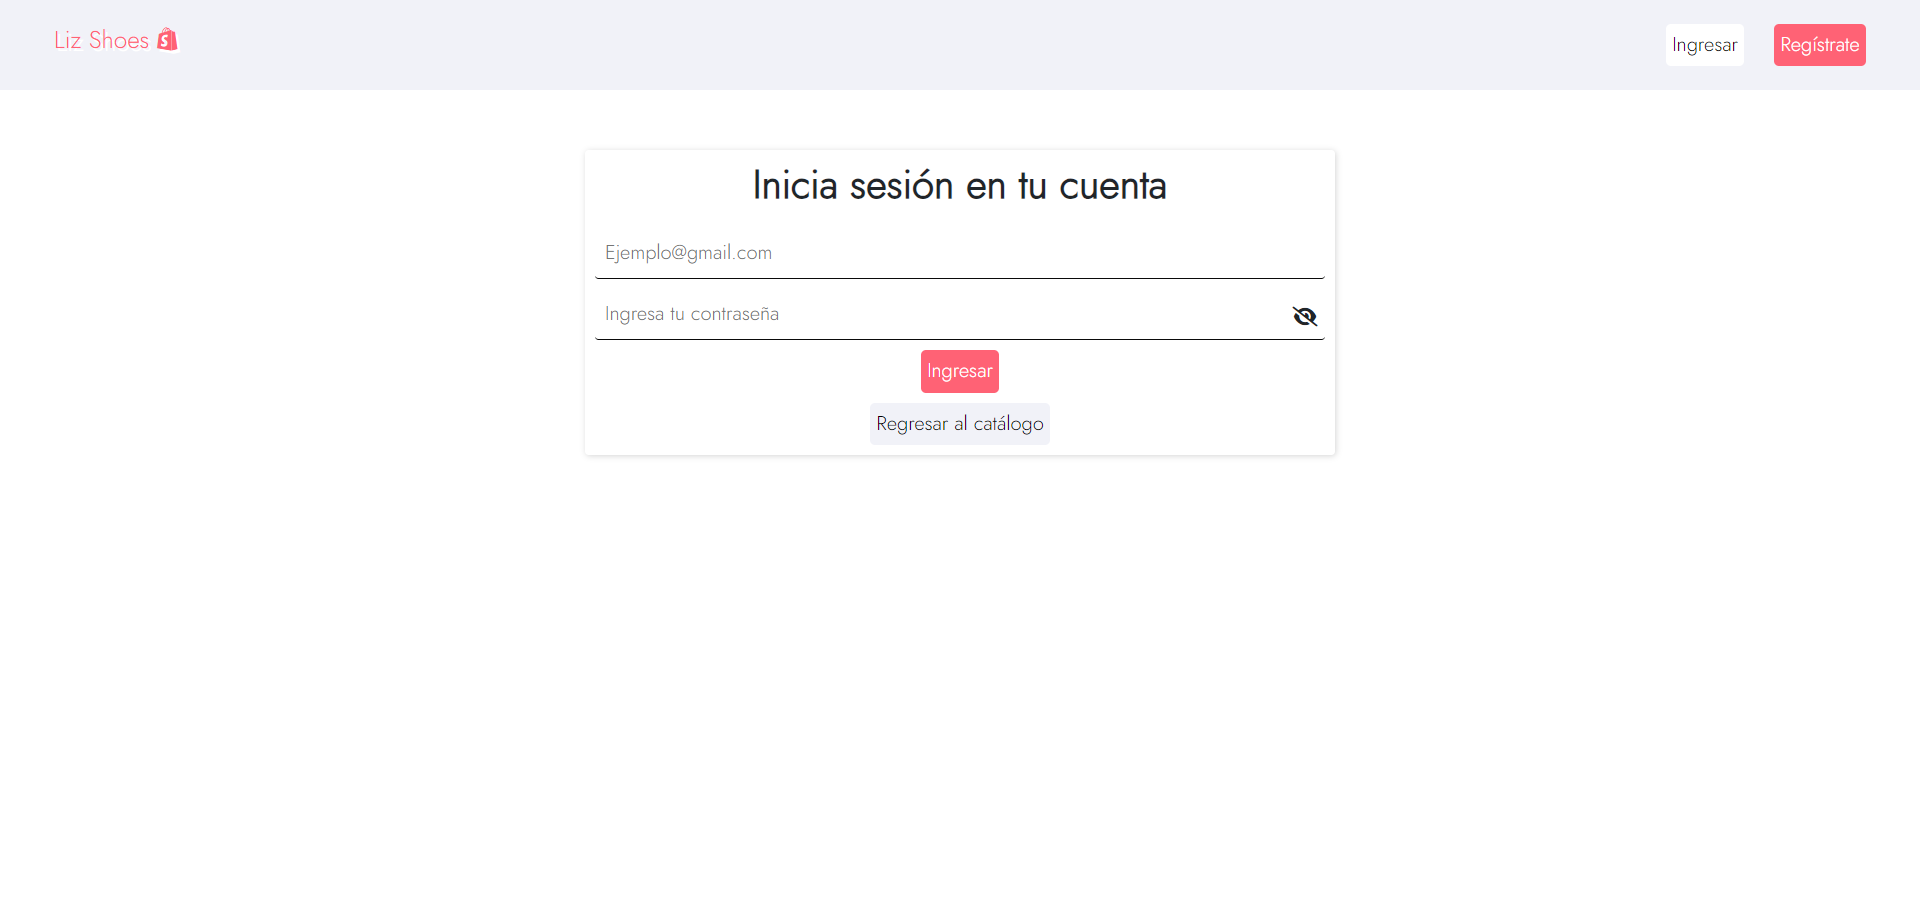 Liz Shoes
Ingresar
Regístrate
Inicia sesión en tu cuenta
Ejemplo@gmail.com
Ingresa tu contraseña
Ingresar
Regresar al catálogo